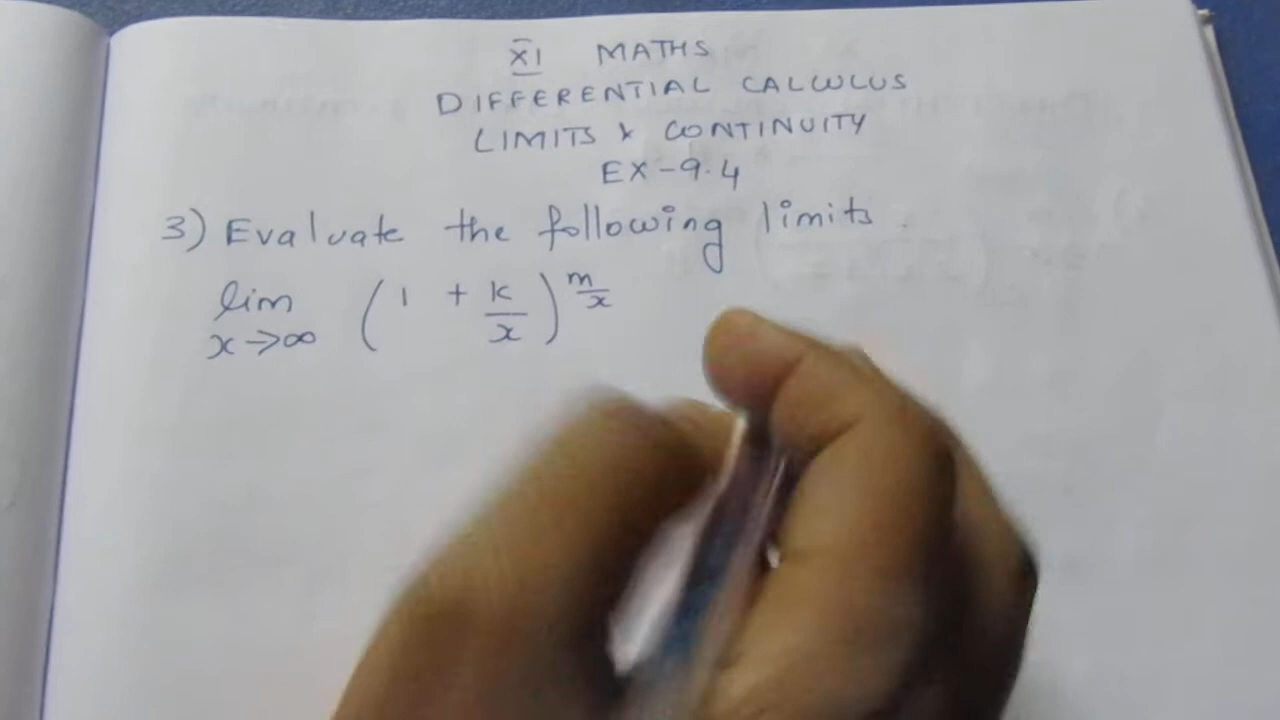 XI MATHS
DIFFERENTIAL CALCULUS
LIMITS & CONTINUITY
EX-9.4
3) Evaluate the following limits.
lim x→∞ (1 + k/x)^(m/x)